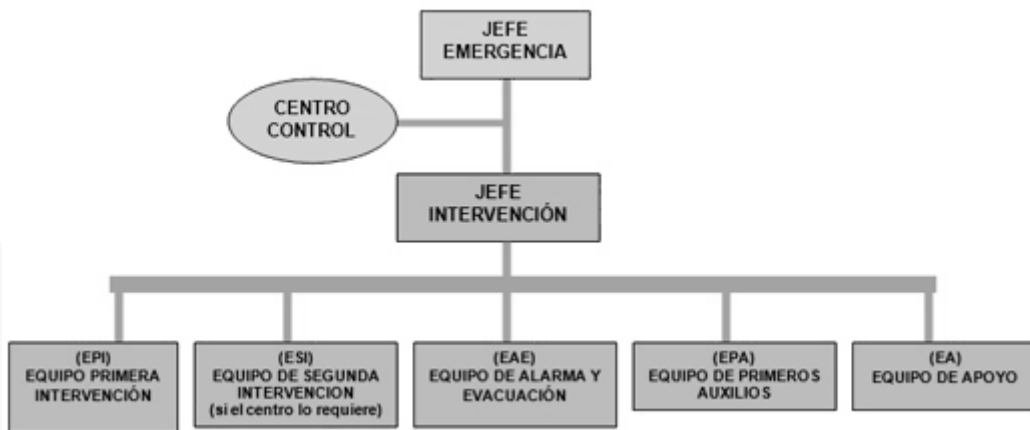 JEFE
EMERGENCIA
CENTRO
CONTROL
JEFE
INTERVENCIÓN
(EPI)
EQUIPO PRIMERA
INTERVENCIÓN
(ESI)
EQUIPO DE SEGUNDA
INTERVENCION
(si el centro lo requiere)
(EAE)
EQUIPO DE ALARMA Y
EVACUACIÓN
(EPA)
EQUIPO DE PRIMEROS
AUXILIOS
(EA)
EQUIPO DE APOYO